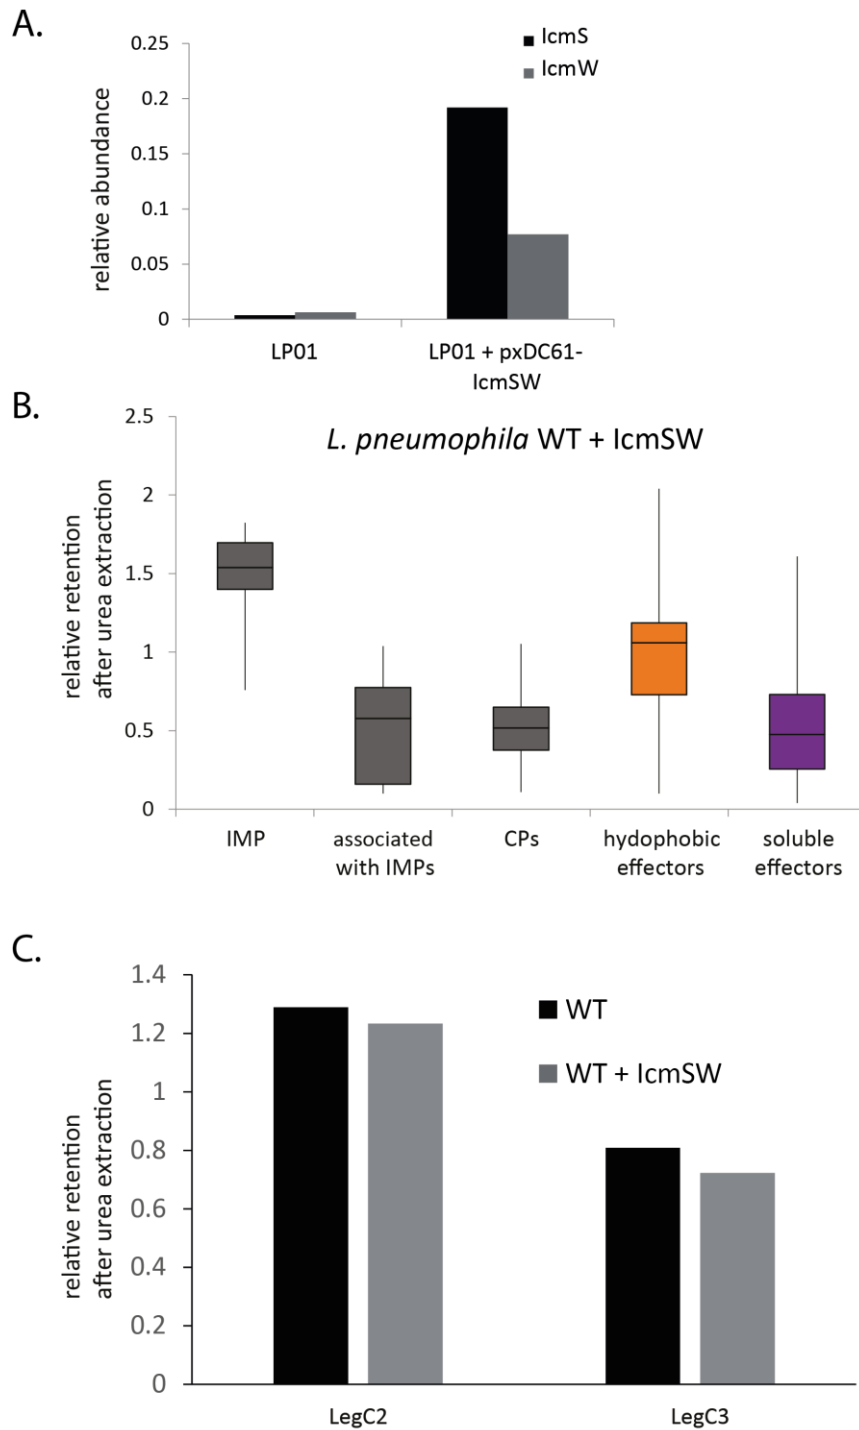 A.
relative abundance
0.25
0.2
0.15
0.1
0.05
0
IcmS
IcmW
LP01
LP01 + pxDC61-
IcmSW
B.
L. pneumophila WT + IcmSW
relative retention
after urea extraction
2.5
2
1.5
1
0.5
0
IMP
associated
with IMPs
CPs
hydophobic
effectors
soluble
effectors
C.
relative retention
after urea extraction
1.4
1.2
1
0.8
0.6
0.4
0.2
0
WT
WT + IcmSW
LegC2
LegC3